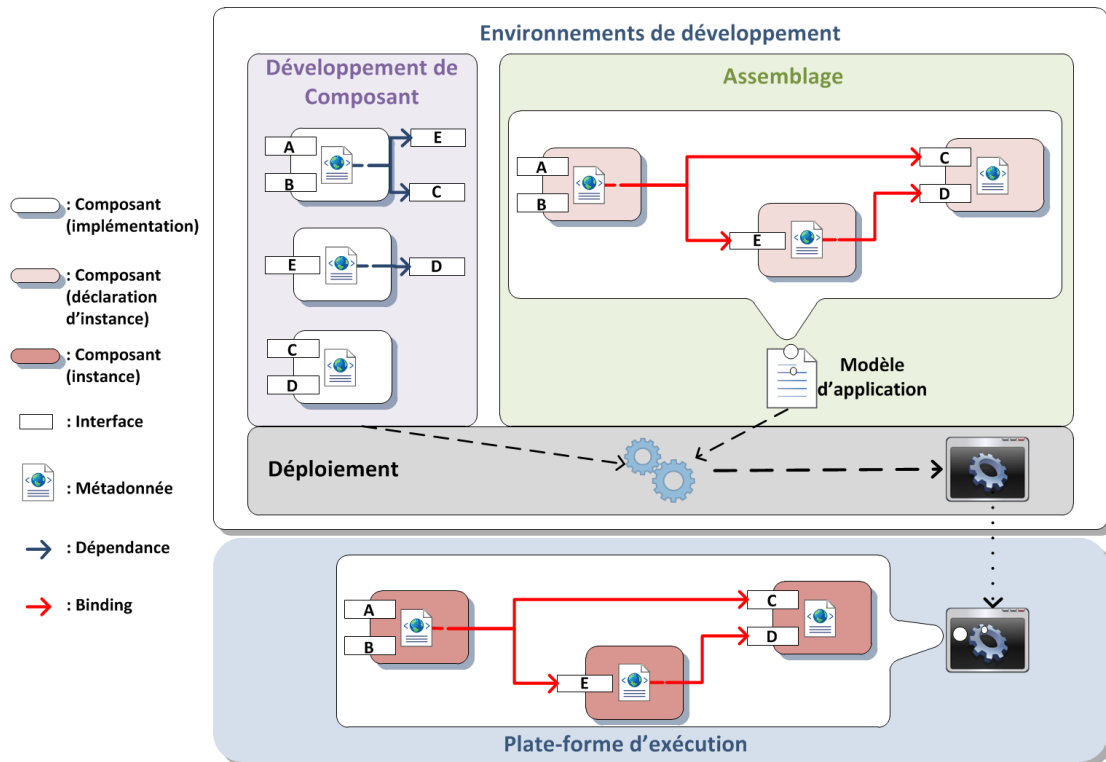 Environnements de développement
Développement de
Composant
A
B
E
C
E
D
C
D
Assemblage
A
B
C
D
E
Modèle
d'application
: Composant
(implémentation)
: Composant
(déclaration
d'instance)
: Composant
(instance)
: Interface
: Métadonnée
: Dépendance
: Binding
Déploiement
A
B
C
D
E
Plate-forme d'exécution